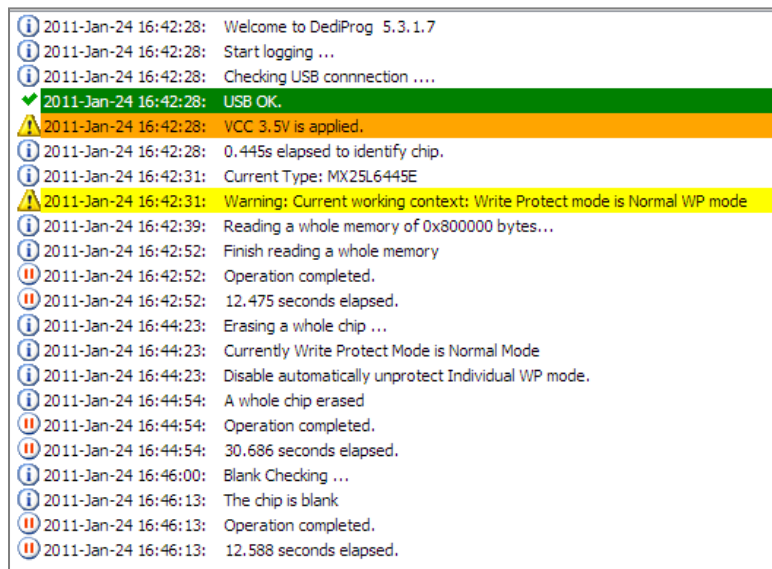 2011-Jan-24 16:42:28: Welcome to DediProg 5.3.1.7
2011-Jan-24 16:42:28: Start logging ...
2011-Jan-24 16:42:28: Checking USB connnection ....
2011-Jan-24 16:42:28: USB OK.
2011-Jan-24 16:42:28: VCC 3.5V is applied.
2011-Jan-24 16:42:28: 0.445s elapsed to identify chip.
2011-Jan-24 16:42:31: Current Type: MX25L6445E
2011-Jan-24 16:42:31: Warning: Current working context: Write Protect mode is Normal WP mode
2011-Jan-24 16:42:39: Reading a whole memory of 0x800000 bytes...
2011-Jan-24 16:42:52: Finish reading a whole memory
2011-Jan-24 16:42:52: Operation completed.
2011-Jan-24 16:42:52: 12.475 seconds elapsed.
2011-Jan-24 16:44:23: Erasing a whole chip ...
2011-Jan-24 16:44:23: Currently Write Protect Mode is Normal Mode
2011-Jan-24 16:44:23: Disable automatically unprotect Individual WP mode.
2011-Jan-24 16:44:54: A whole chip erased
2011-Jan-24 16:44:54: Operation completed.
2011-Jan-24 16:44:54: 30.686 seconds elapsed.
2011-Jan-24 16:46:00: Blank Checking ...
2011-Jan-24 16:46:13: The chip is blank
2011-Jan-24 16:46:13: Operation completed.
2011-Jan-24 16:46:13: 12.588 seconds elapsed.